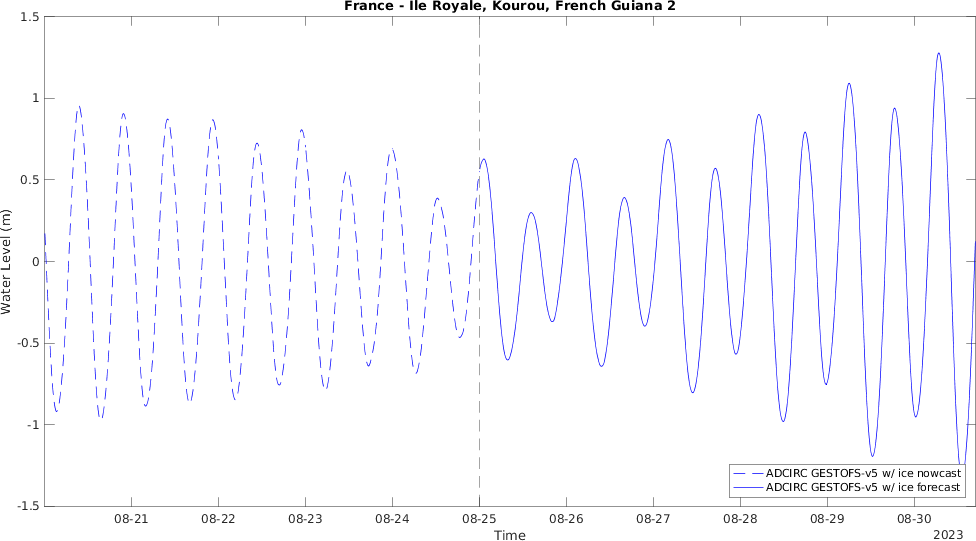 France - Ile Royale, Kourou, French Guiana 2
1.5
1
0.5
0
-0.5
-1
-1.5
Water Level (m)
ADCIRC GESTOFS-v5 w/ ice nowcast
ADCIRC GESTOFS-v5 w/ ice forecast
08-21 08-22 08-23 08-24 08-25 08-26 08-27 08-28 08-29 08-30
Time
2023